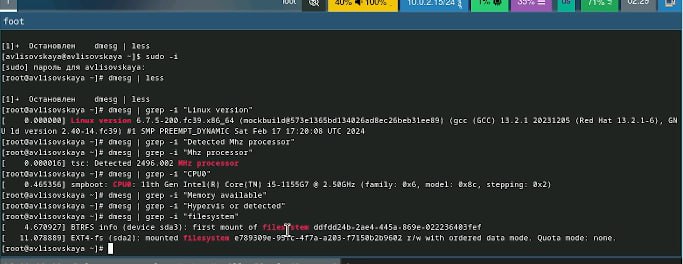 foot
40% 100%
10.0.2.15/24
1%
35%
71%
02:29
foot
[1]+  Остановлен    dmesg | less
[avlisovskaya@avlisovskaya ~]$ sudo -i
[sudo] пароль для avlisovskaya:
[root@avlisovskaya ~]# dmesg | less
[1]+  Остановлен    dmesg | less
[root@avlisovskaya ~]# dmesg | grep -i "Linux version"
[    0.000000] Linux version 6.7.5-200.fc39.x86_64 (mockbuild@573e1365bd134026ad8ec26beb31ee89) (gcc (GCC) 13.2.1 20231205 (Red Hat 13.2.1-6), GN
U ld version 2.40-14.fc39) #1 SMP PREEMPT_DYNAMIC Sat Feb 17 17:20:08 UTC 2024
[root@avlisovskaya ~]# dmesg | grep -i "Detected Mhz processor"
[root@avlisovskaya ~]# dmesg | grep -i "Mhz processor"
[    0.000016] tsc: Detected 2496.002 MHz processor
[root@avlisovskaya ~]# dmesg | grep -i "CPU0"
[    0.465356] smpboot: CPU0: 11th Gen Intel(R) Core(TM) i5-1155G7 @ 2.50GHz (family: 0x6, model: 0x8c, stepping: 0x2)
[root@avlisovskaya ~]# dmesg | grep -i "Memory available"
[root@avlisovskaya ~]# dmesg | grep -i "Hypervis or detected"
[root@avlisovskaya ~]# dmesg | grep -i "filesystem"
[    4.670927] BTRFS info (device sda3): first mount of filesystem ddfdd24b-2ae4-445a-869e-022236403fef
[   11.078889] EXT4-fs (sda2): mounted filesystem r/w with ordered data mode. Quota mode: none.
[root@avlisovskaya ~]#